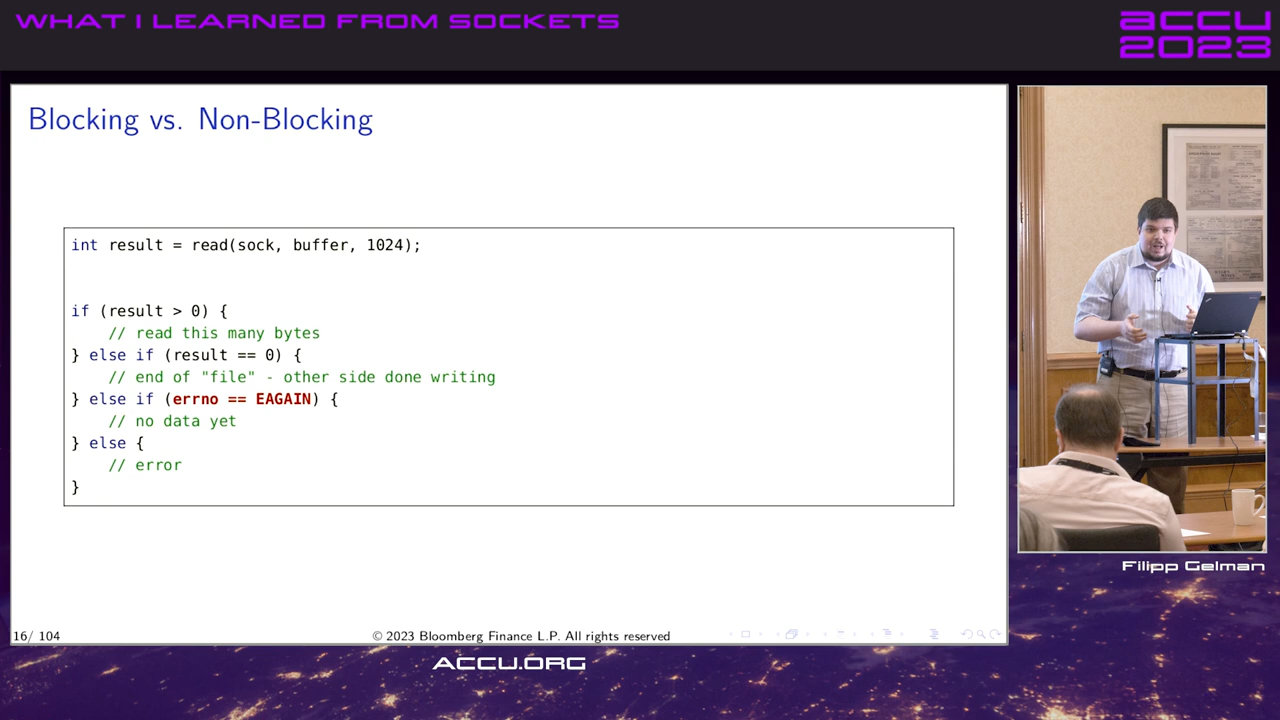 WHAT I LEARNED FROM SOCKETS
ACCU
2023
Blocking vs. Non-Blocking
int result = read(sock, buffer, 1024);
if (result > 0) {
    // read this many bytes
} else if (result == 0) {
    // end of "file" - other side done writing
} else if (errno == EAGAIN) {
    // no data yet
} else {
    // error
}
16/ 104
© 2023 Bloomberg Finance L.P. All rights reserved
Filipp Gelman
ACCU.ORG